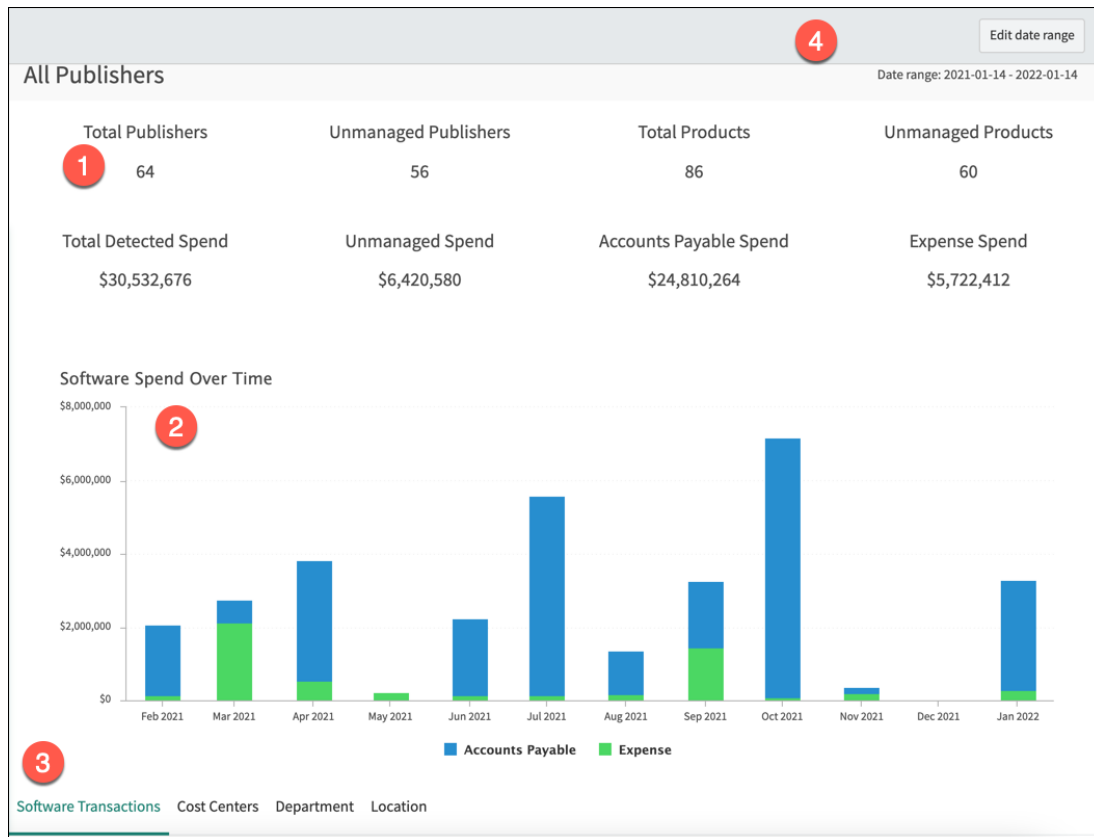 4
Edit date range
All Publishers
Date range: 2021-01-14 - 2022-01-14
Total Publishers Unmanaged Publishers Total Products Unmanaged Products
1
64 56 86 60
Total Detected Spend Unmanaged Spend Accounts Payable Spend Expense Spend
$30,532,676 $6,420,580 $24,810,264 $5,722,412
Software Spend Over Time
$8,000,000
2
$6,000,000
$4,000,000
$2,000,000
$0
Feb 2021 Mar 2021 Apr 2021 May 2021 Jun 2021 Jul 2021 Aug 2021 Sep 2021 Oct 2021 Nov 2021 Dec 2021 Jan 2022
Accounts Payable Expense
3
Software Transactions Cost Centers Department Location